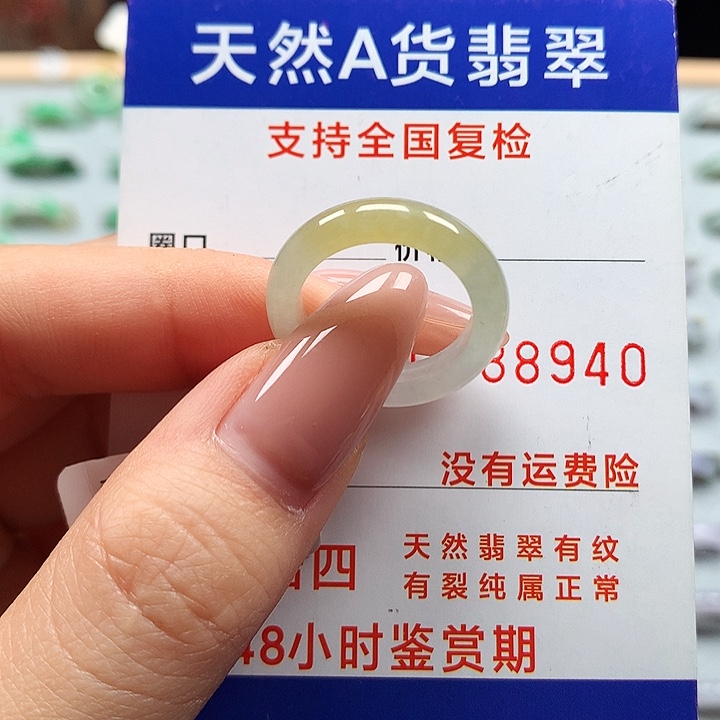 天然A货翡翠
支持全国复检
圈口
88940
没有运费险
四
天然翡翠有纹
有裂纯属正常
48小时鉴赏期